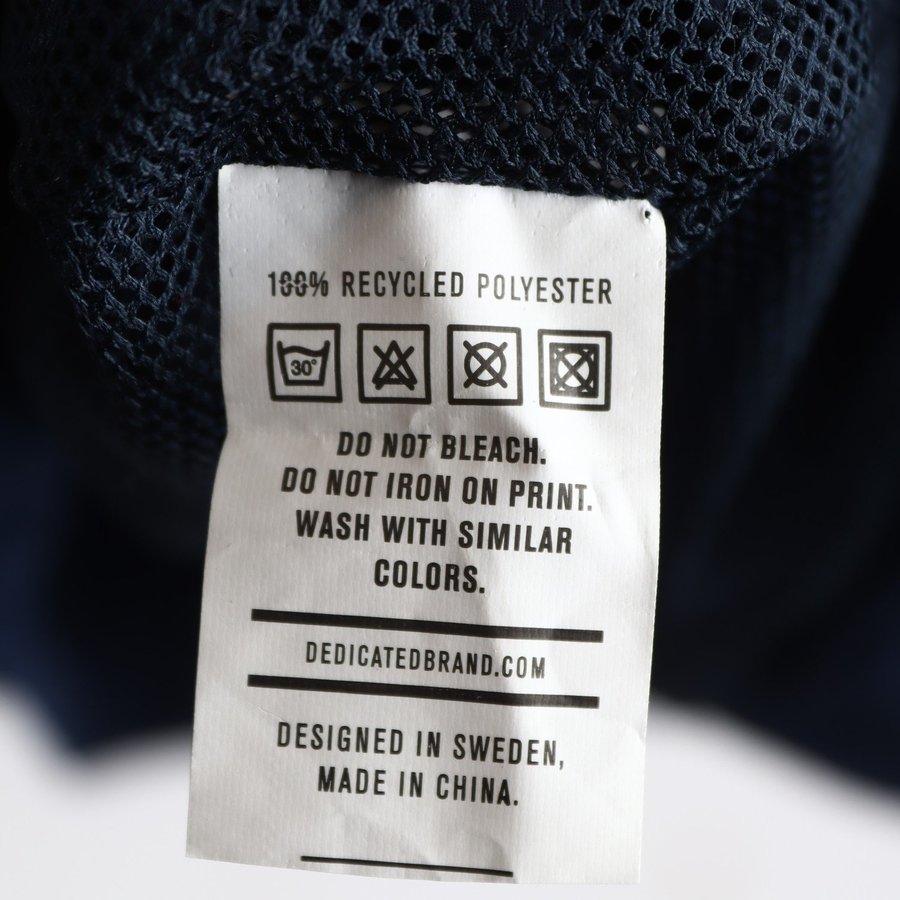 100% RECYCLED POLYESTER
30°
DO NOT BLEACH.
DO NOT IRON ON PRINT.
WASH WITH SIMILAR
COLORS.
DEDICATEDBRAND.COM
DESIGNED IN SWEDEN,
MADE IN CHINA.